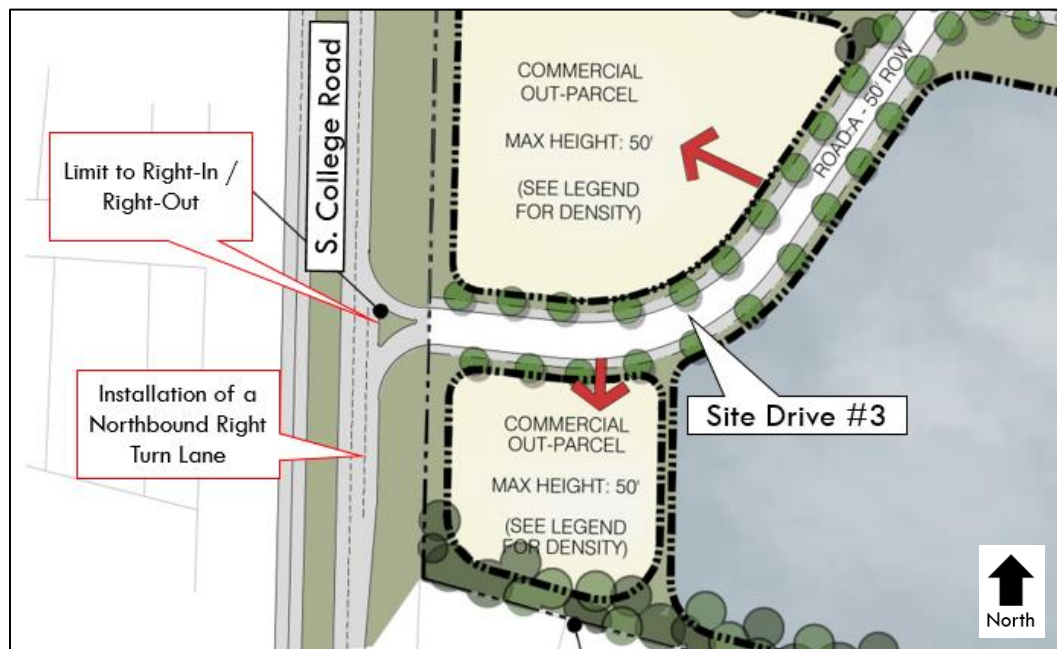 Limit to Right-In /
Right-Out
S. College Road
COMMERCIAL
OUT-PARCEL
MAX HEIGHT: 50'
(SEE LEGEND
FOR DENSITY)
ROAD A - 50' ROW
Installation of a
Northbound Right
Turn Lane
Site Drive #3
COMMERCIAL
OUT-PARCEL
MAX HEIGHT: 50'
(SEE LEGEND
FOR DENSITY)
North